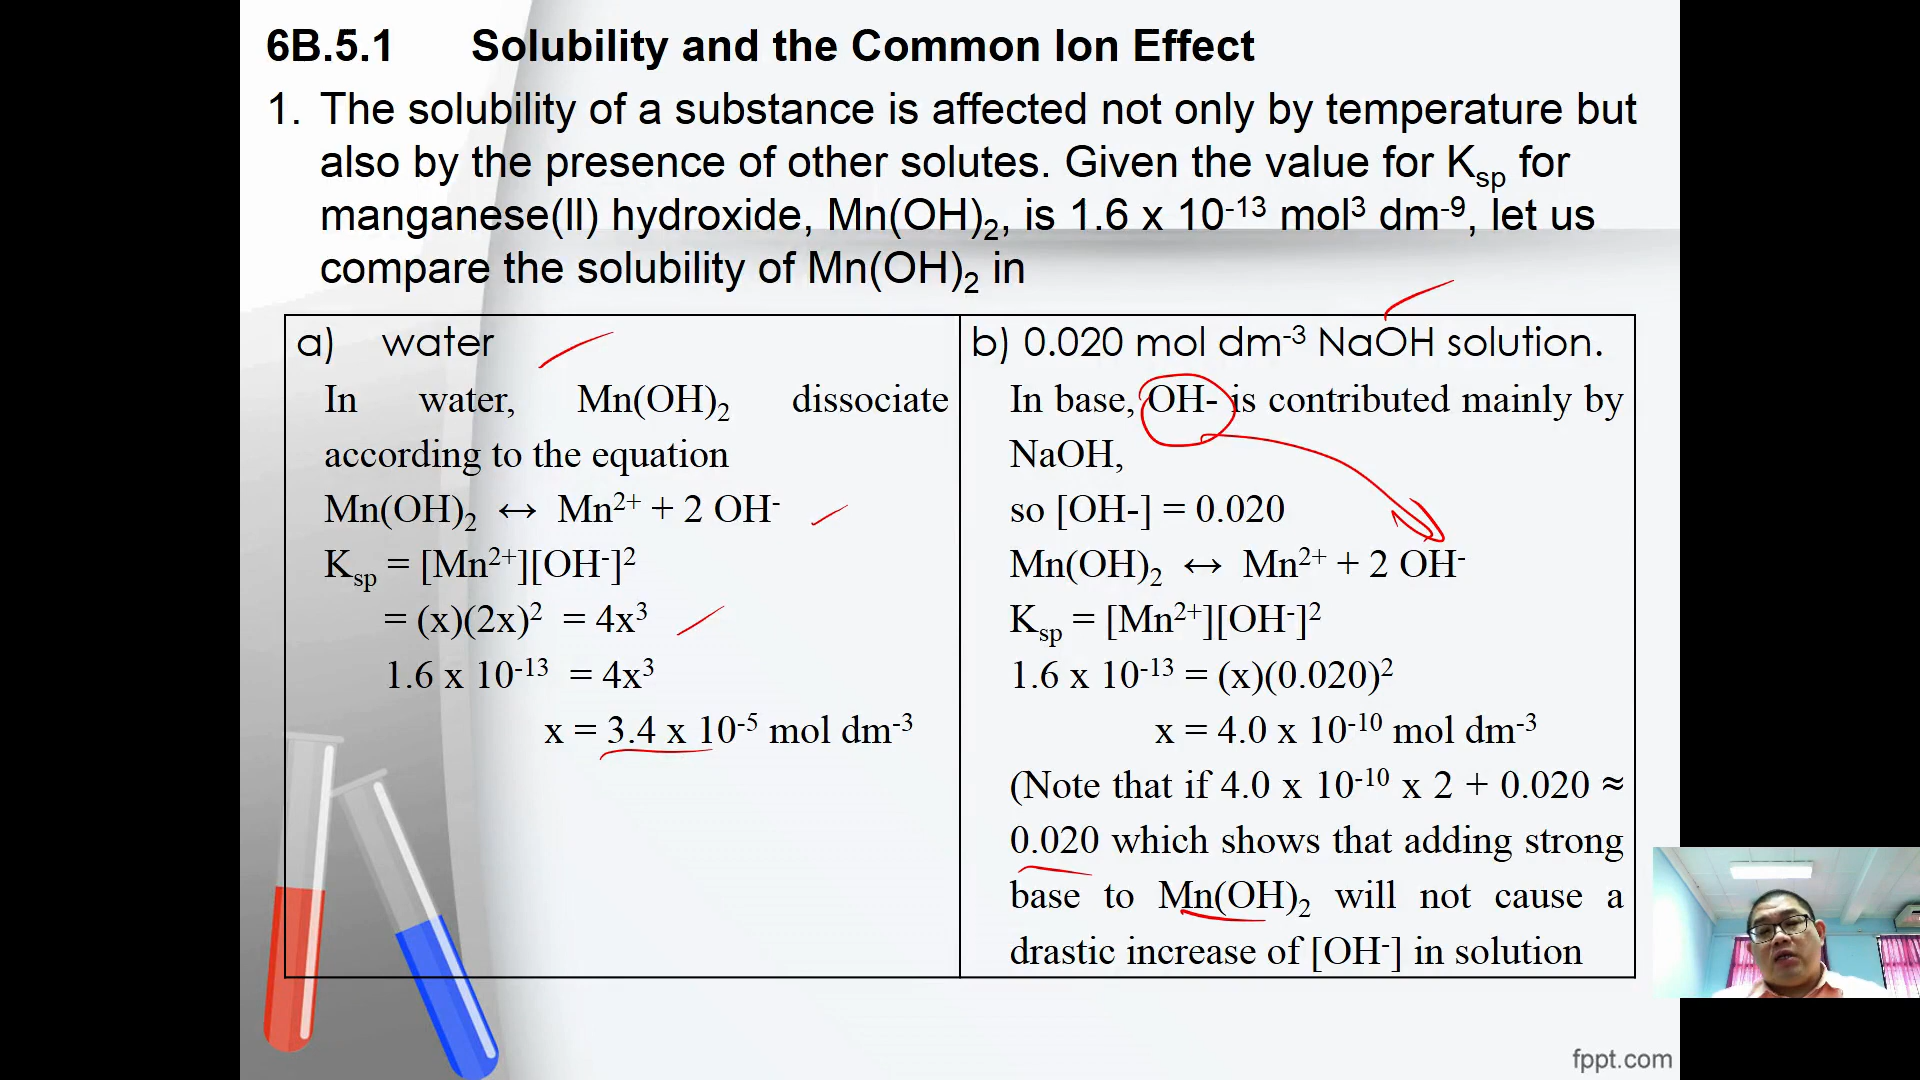 6B.5.1 Solubility and the Common Ion Effect
1. The solubility of a substance is affected not only by temperature but
also by the presence of other solutes. Given the value for Ksp for
manganese(II) hydroxide, Mn(OH)₂, is 1.6 x 10⁻¹³ mol³ dm⁻⁹, let us
compare the solubility of Mn(OH)₂ in
a) water
In water, Mn(OH)₂ dissociate
according to the equation
Mn(OH)₂ ↔ Mn²⁺ + 2 OH⁻
Ksp = [Mn²⁺][OH⁻]²
= (x)(2x)² = 4x³
1.6 x 10⁻¹³ = 4x³
x = 3.4 x 10⁻⁵ mol dm⁻³
b) 0.020 mol dm⁻³ NaOH solution.
In base, OH- is contributed mainly by
NaOH,
so [OH-] = 0.020
Mn(OH)₂ ↔ Mn²⁺ + 2 OH⁻
Ksp = [Mn²⁺][OH⁻]²
1.6 x 10⁻¹³ = (x)(0.020)²
x = 4.0 x 10⁻¹⁰ mol dm⁻³
(Note that if 4.0 x 10⁻¹⁰ x 2 + 0.020 ≈
0.020 which shows that adding strong
base to Mn(OH)₂ will not cause a
drastic increase of [OH⁻] in solution
fppt.com